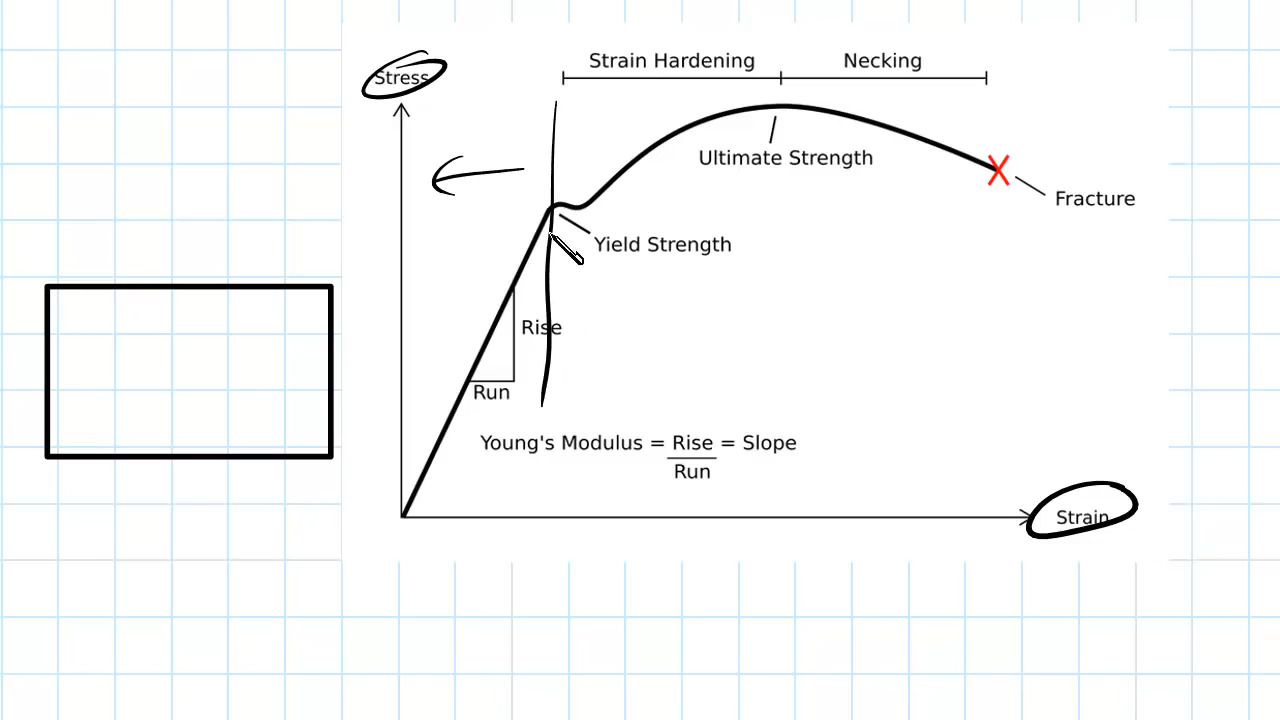 Strain Hardening
Necking
Stress
Ultimate Strength
Fracture
Yield Strength
Rise
Run
Young's Modulus = Rise = Slope
Run
Strain